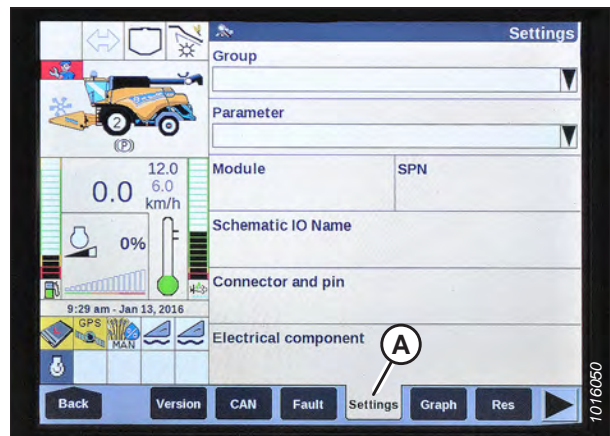 Settings
Group
Parameter
2
(P)
12.0
0.0
6.0
km/h
Module
SPN
0%
Schematic IO Name
Connector and pin
9:29 am - Jan 13, 2016
GPS
%
MAN
Electrical component
A
Back
Version
CAN
Fault
Settings
Graph
Res
1016050